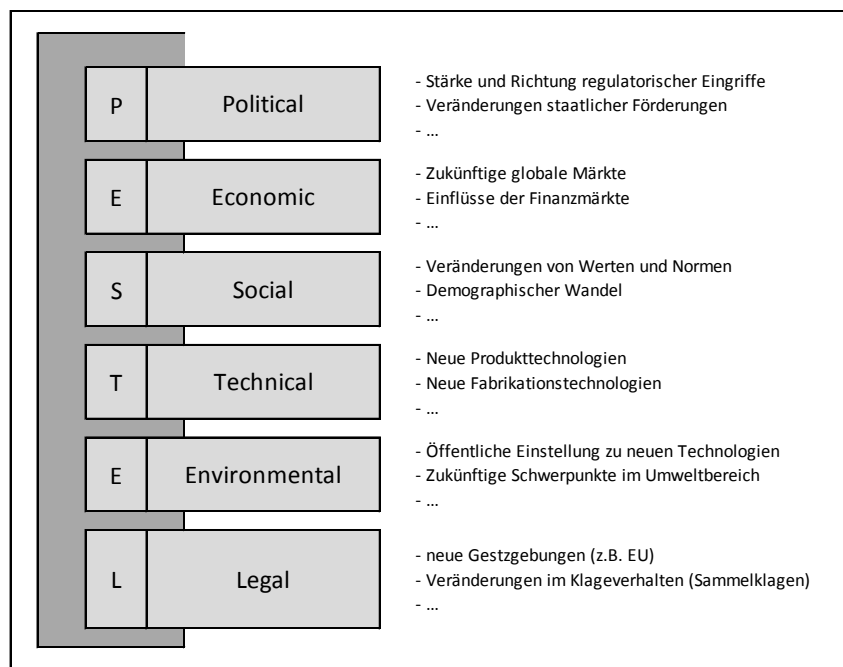 P Political
- Stärke und Richtung regulatorischer Eingriffe
- Veränderungen staatlicher Förderungen
- ...
E Economic
- Zukünftige globale Märkte
- Einflüsse der Finanzmärkte
- ...
S Social
- Veränderungen von Werten und Normen
- Demographischer Wandel
- ...
T Technical
- Neue Produkttechnologien
- Neue Fabrikationstechnologien
- ...
E Environmental
- Öffentliche Einstellung zu neuen Technologien
- Zukünftige Schwerpunkte im Umweltbereich
- ...
L Legal
- neue Gestzgebungen (z.B. EU)
- Veränderungen im Klageverhalten (Sammelklagen)
- ...